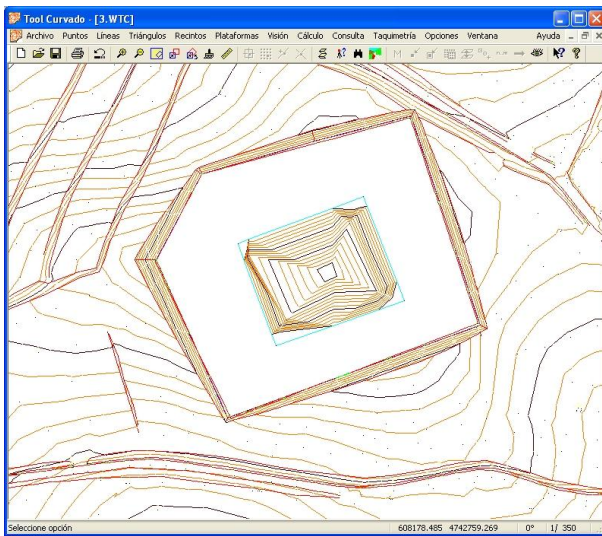 Tool Curvado - [3.WTC]
Archivo Puntos Líneas Triángulos Recintos Plataformas Visión Cálculo Consulta Taquimetría Opciones Ventana Ayuda
Seleccione opción 608178.485 4742759.269 0° 1/ 350